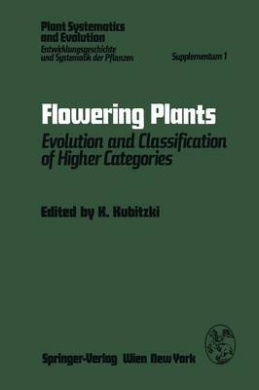 Plant Systematics
and Evolution
Entwicklungsgeschichte
und Systematik der Pflanzen
Supplementum 1
Flowering Plants
Evolution and Classification
of Higher Categories
Edited by K. Kubitzki
Springer-Verlag Wien New York